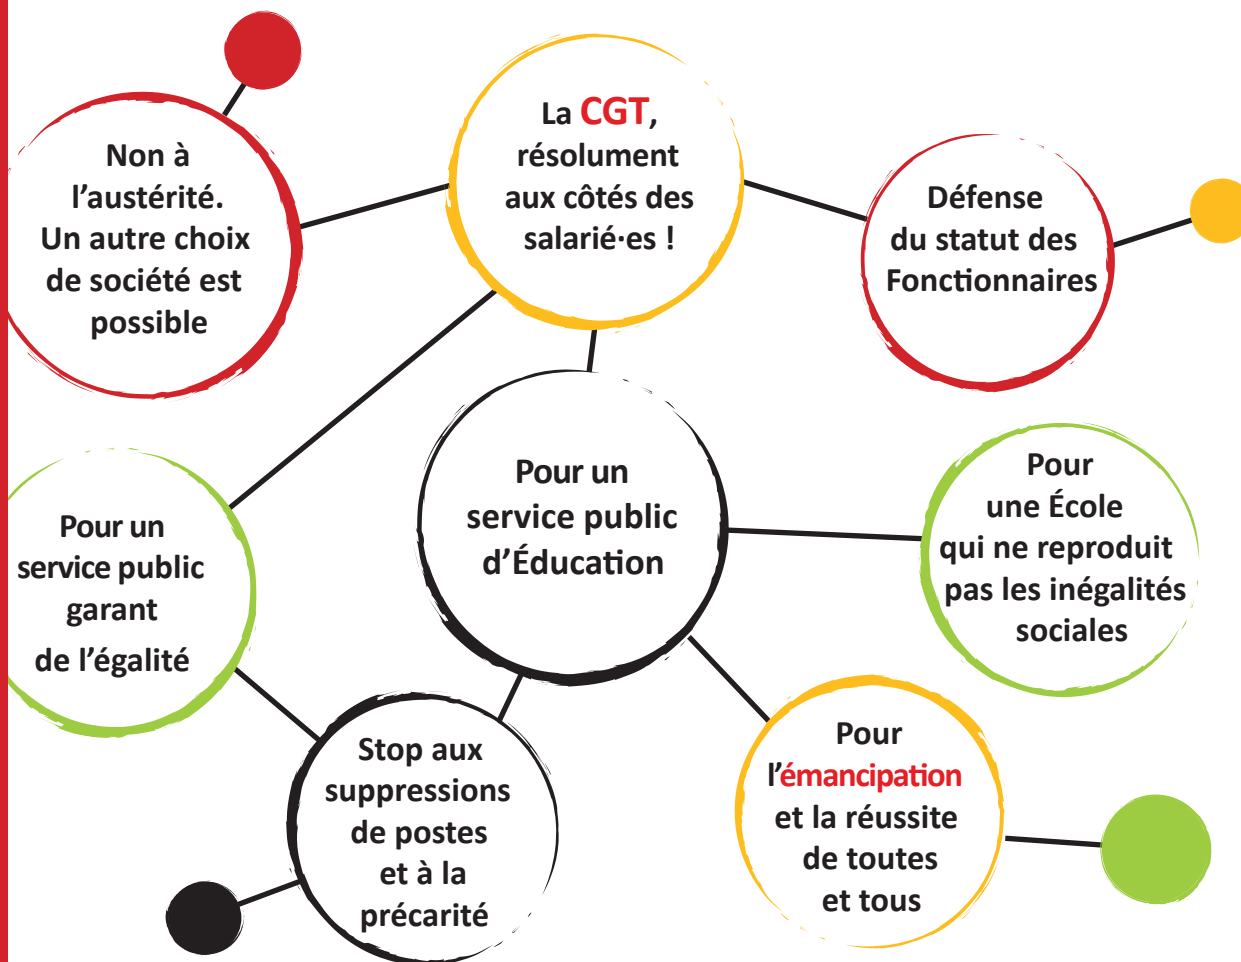 Non à
l’austérité.
Un autre choix
de société est
possible
La CGT,
résolument
aux côtés des
salarié·es !
Défense
du statut des
Fonctionnaires
Pour un
service public
garant
de l’égalité
Pour un
service public
d’Éducation
Pour
une École
qui ne reproduit
pas les inégalités
sociales
Stop aux
suppressions
de postes
et à la
précarité
Pour
l’émancipation
et la réussite
de toutes
et tous